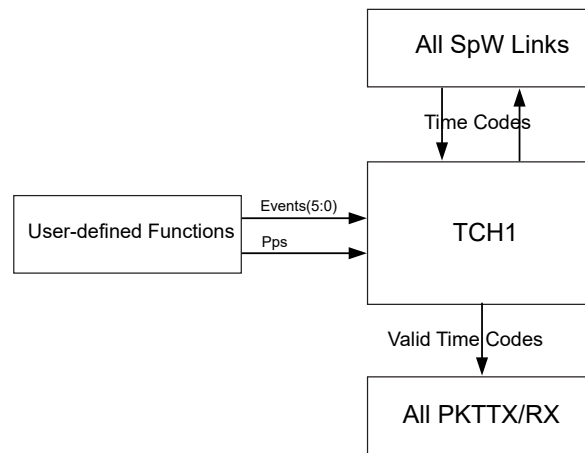 All SpW Links
Time Codes
Events(5:0)
User-defined Functions
TCH1
Pps
Valid Time Codes
All PKTTX/RX